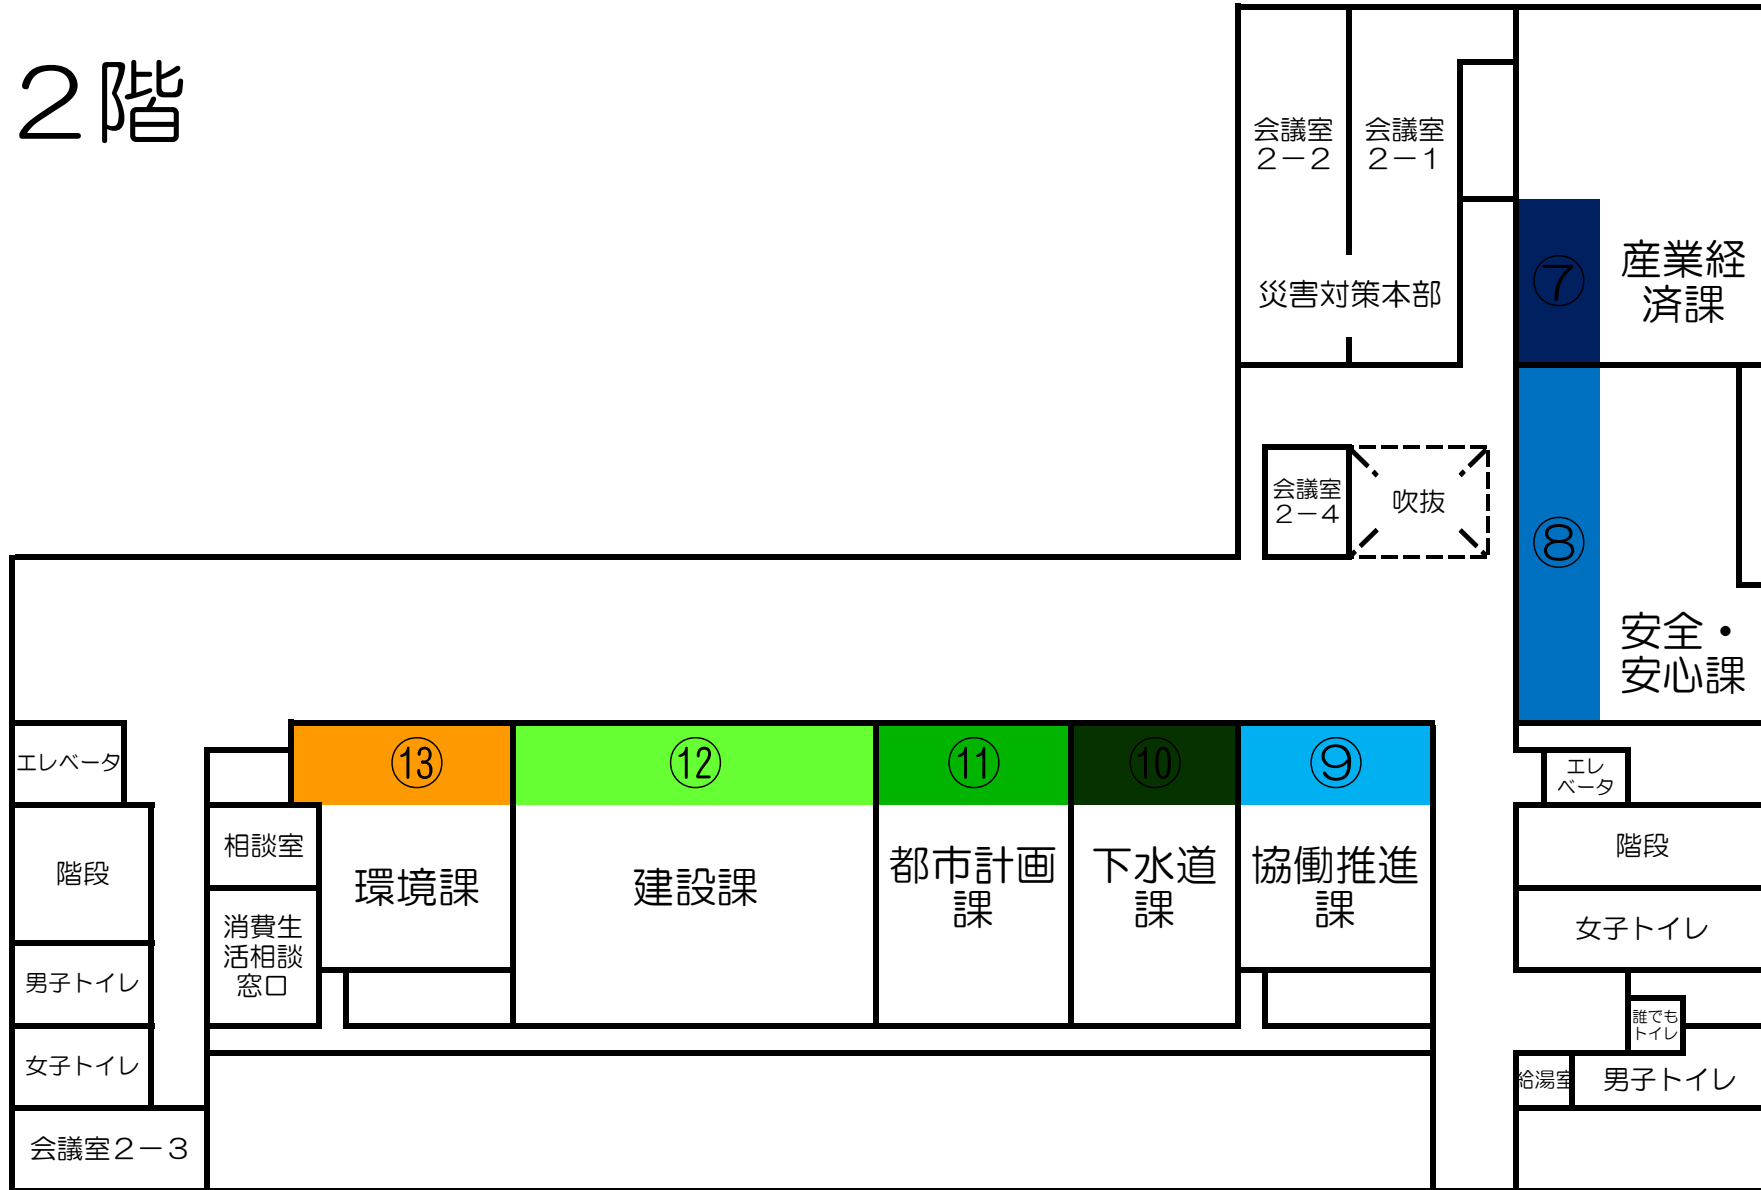 ２階
会議室
２－２
会議室
２－１
災害対策本部
⑦
産業経
済課
会議室
２－４
吹抜
⑧
安全・
安心課
エレベータ
⑬
⑫
⑪
⑩
⑨
エレ
ベータ
階段
相談室
環境課
建設課
都市計画
課
下水道
課
協働推進
課
階段
消費生
活相談
窓口
女子トイレ
男子トイレ
誰でも
トイレ
女子トイレ
給湯室
男子トイレ
会議室２－３